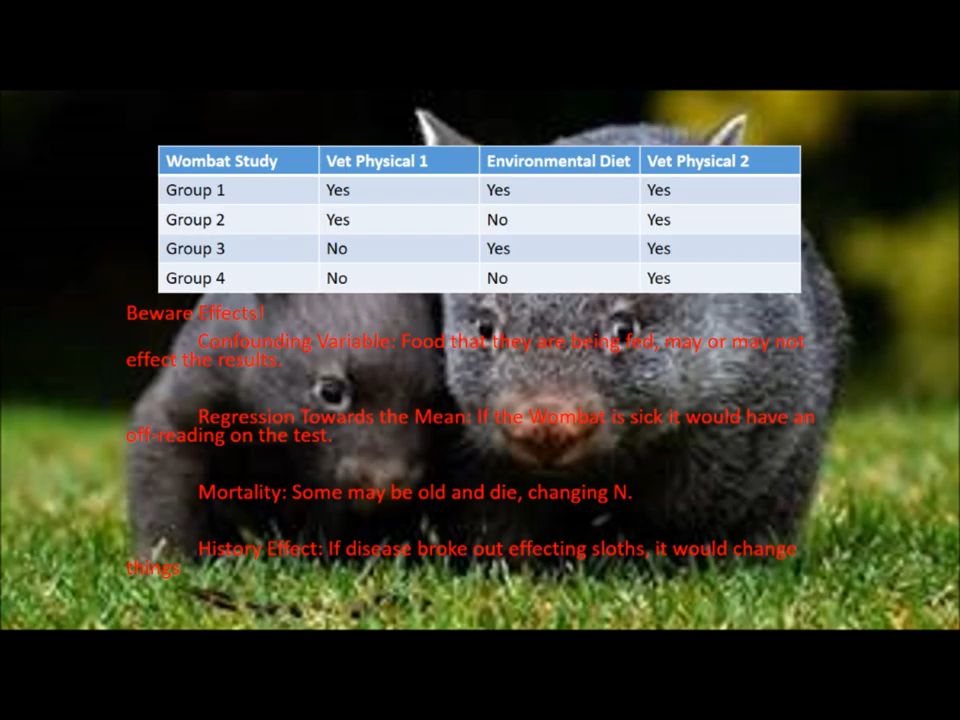 Wombat Study Vet Physical 1 Environmental Diet Vet Physical 2
Group 1 Yes Yes Yes
Group 2 Yes No Yes
Group 3 No Yes Yes
Group 4 No No Yes
Beware Effects!
Confounding Variable: Food that they are being fed, may or may not
effect the results.
Regression Towards the Mean: If the Wombat is sick it would have an
off-reading on the test.
Mortality: Some may be old and die, changing N.
History Effect: If disease broke out effecting sloths, it would change
things